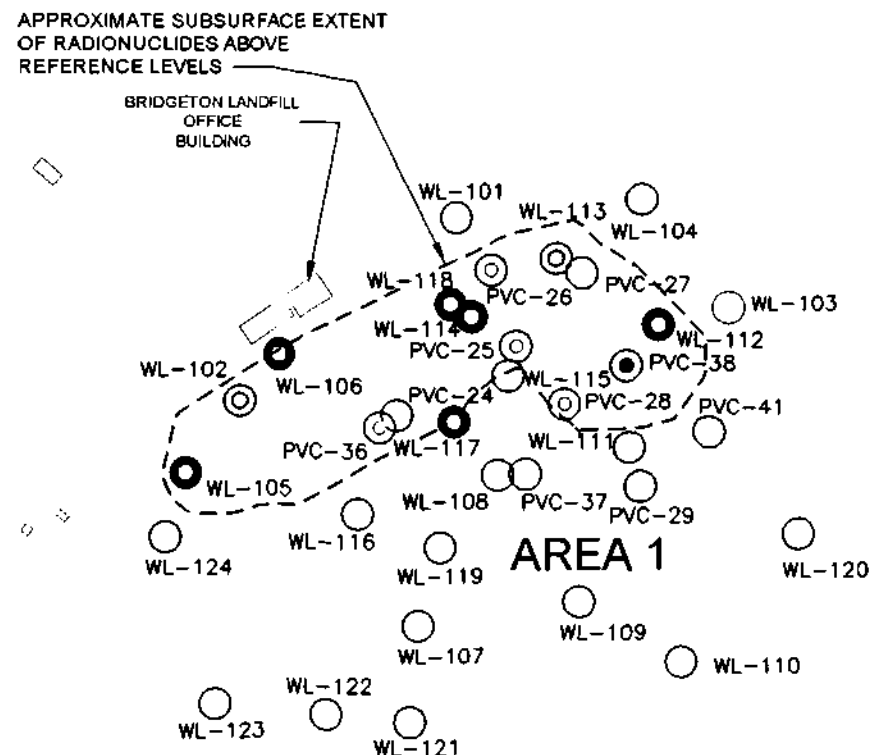 APPROXIMATE SUBSURFACE EXTENT
OF RADIONUCLIDES ABOVE
REFERENCE LEVELS
BRIDGETON LANDFILL
OFFICE
BUILDING
WL-101
WL-113
WL-104
WL-118
PVC-26
PVC-27
WL-103
WL-114
WL-112
PVC-25
WL-102
WL-106
PVC-38
WL-115
PVC-24
PVC-28
PVC-41
PVC-36
WL-117
WL-111
WL-105
WL-108
PVC-37
PVC-29
WL-116
AREA 1
WL-124
WL-119
WL-120
WL-109
WL-107
WL-110
WL-122
WL-123
WL-121